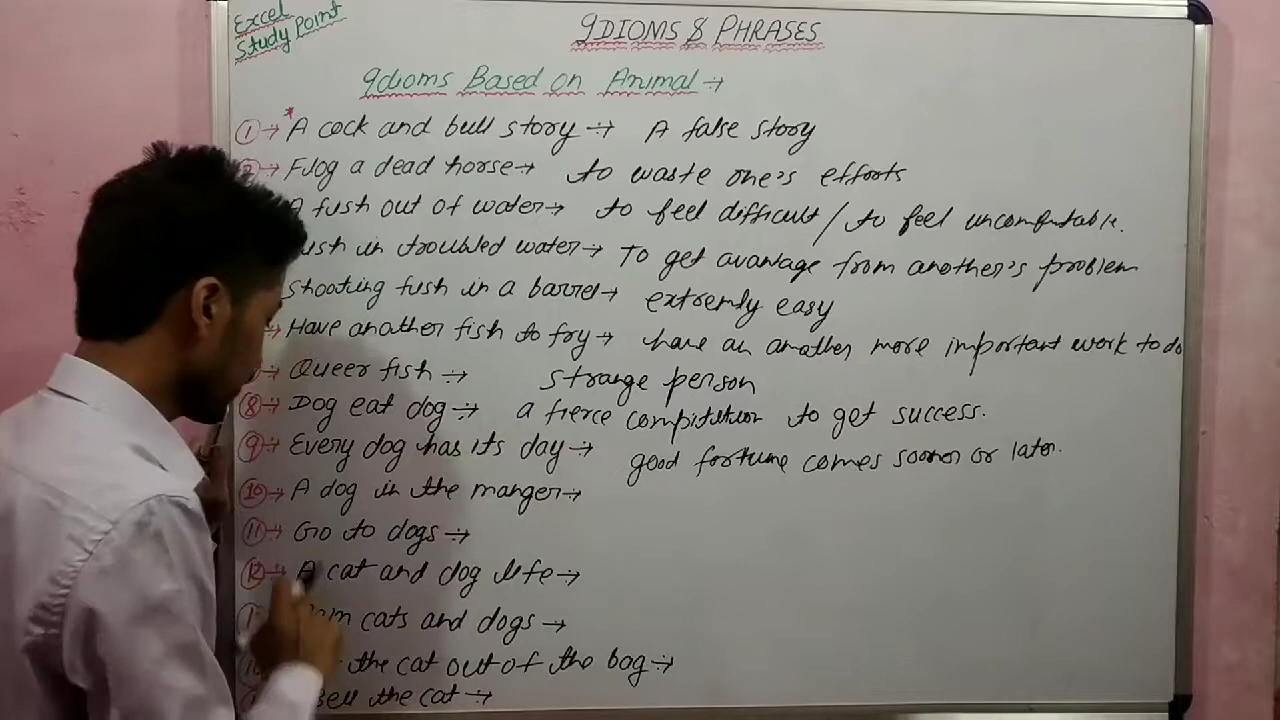 Excel
Study Point
Idioms & Phrases
Idioms Based on Animal →
① → * A cock and bull story → A false story
② → Flog a dead horse → to waste one's efforts
A fish out of water → to feel difficult / to feel uncomfutable.
fish in troubled water → To get avantage from another's problem
shooting fish in a barrel → extremly easy
→ Have another fish to fry → have an another more important work to do
Queer fish → strange person
⑧ → Dog eat dog → a fierce compitition to get success.
⑨ → Every dog has its day → good fortune comes sooner or later.
⑩ → A dog in the manger →
⑪ → Go to dogs →
⑫ → A cat and dog life →
cats and dogs →
the cat out of the bag →
Bell the cat →